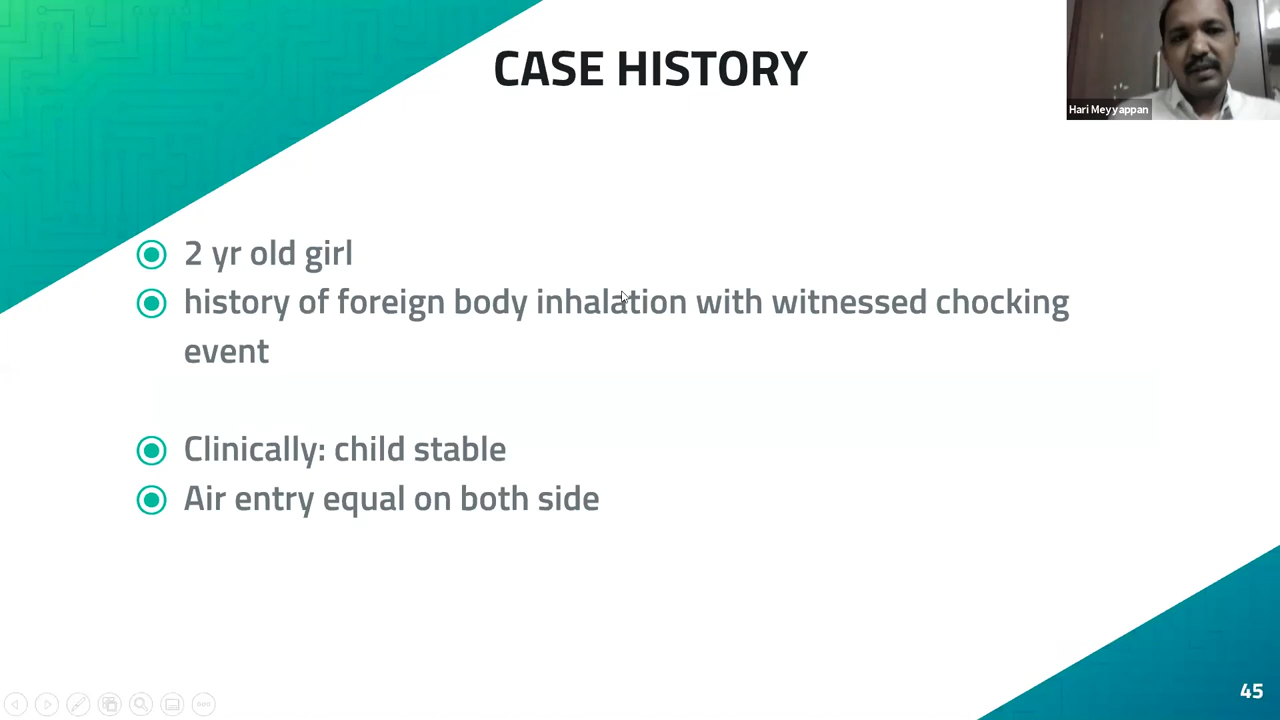 CASE HISTORY
Hari Meyyappan
2 yr old girl
history of foreign body inhalation with witnessed chocking
event
Clinically: child stable
Air entry equal on both side
45